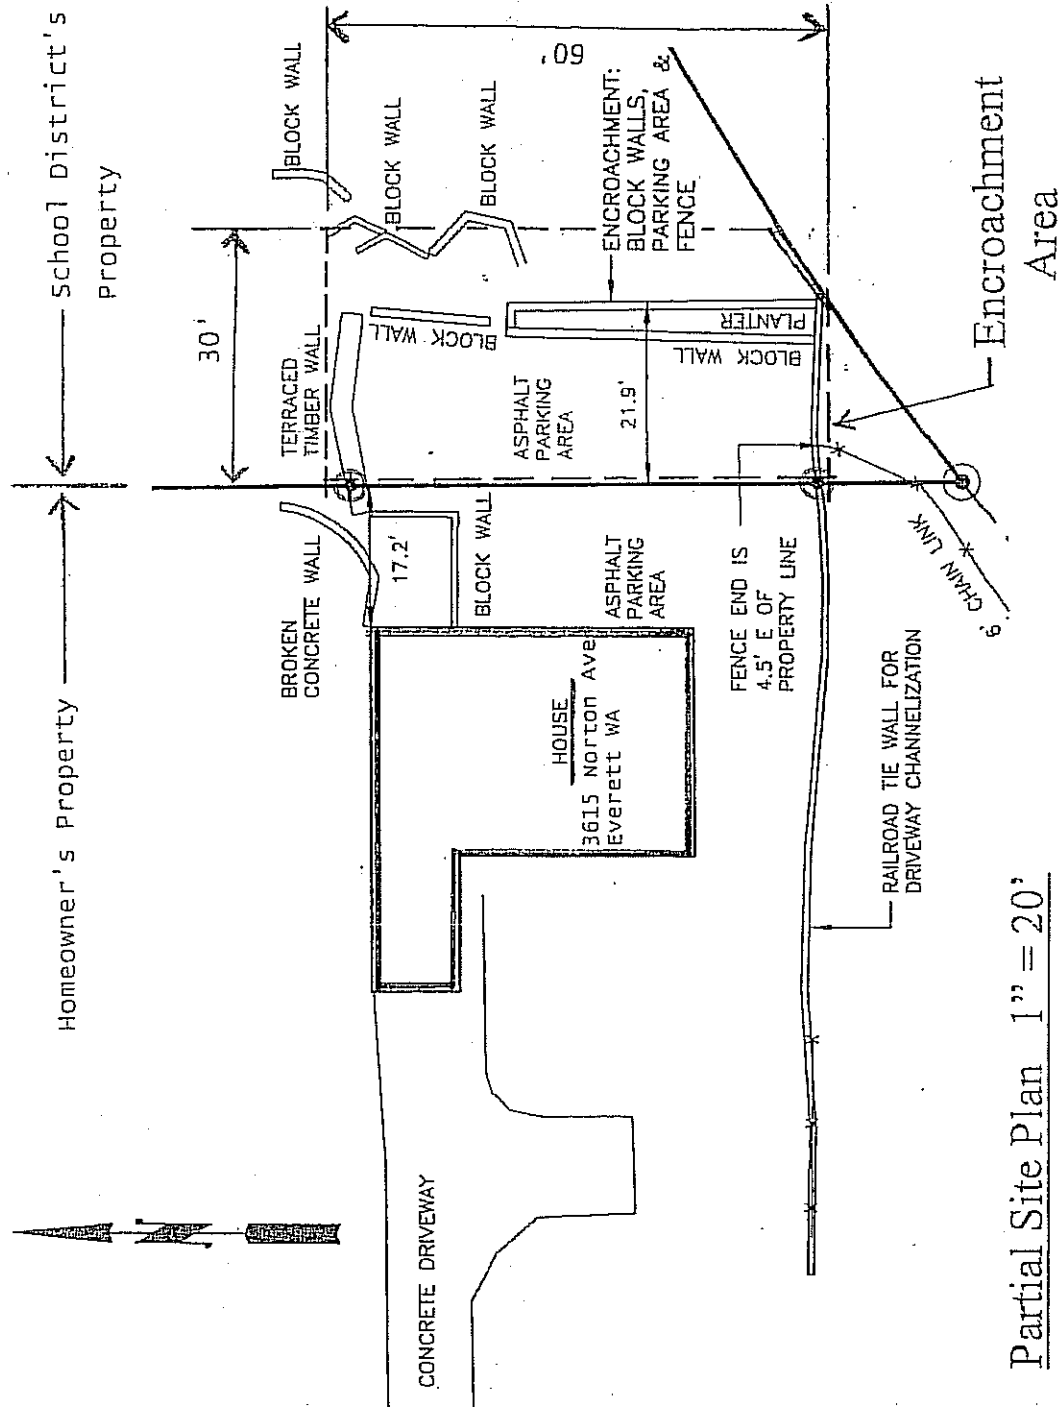 Homeowner's Property
School District's
Property
30'
60'
BLOCK WALL
BLOCK WALL
BLOCK WALL
TERRACED
TIMBER WALL
BROKEN
CONCRETE WALL
17.2'
BLOCK WALL
BLOCK WALL
ASPHALT
PARKING
AREA
21.9'
BLOCK WALL
PLANTER
ENCROACHMENT:
BLOCK WALLS,
PARKING AREA &
FENCE
ASPHALT
PARKING
AREA
HOUSE
3615 Norton Ave
Everett WA
CONCRETE DRIVEWAY
FENCE END IS
4.5' E OF
PROPERTY LINE
RAILROAD TIE WALL FOR
DRIVEWAY CHANNELIZATION
6' CHAIN LINK
Encroachment
Area
Partial Site Plan 1" = 20'